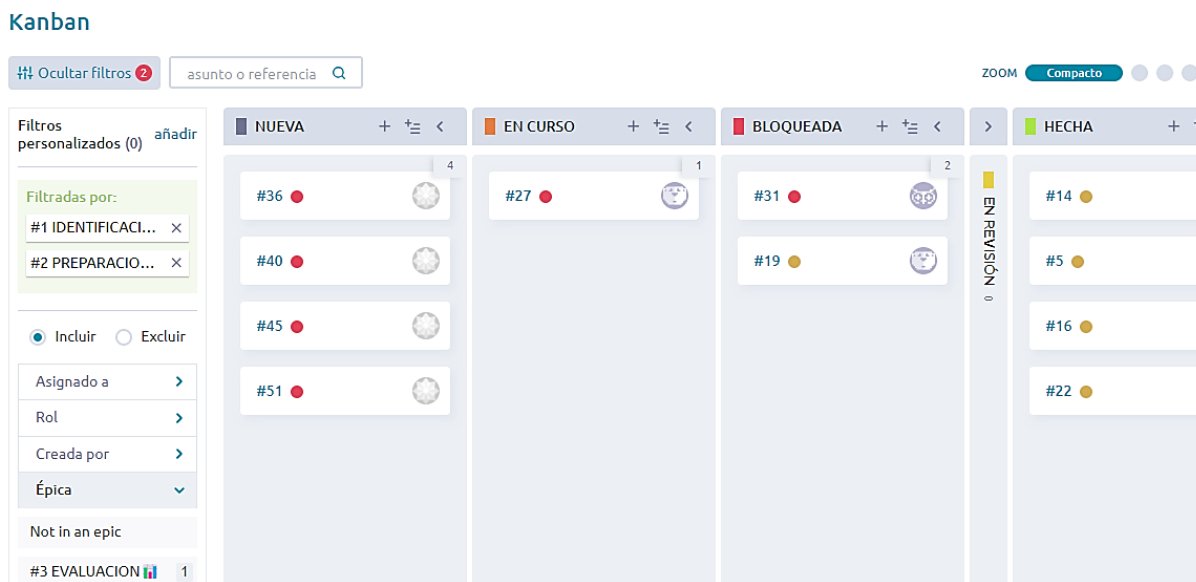 Kanban
Ocultar filtros 2
asunto o referencia
ZOOM
Compacto
Filtros
personalizados (0)
añadir
Filtradas por:
#1 IDENTIFICACI...
#2 PREPARACIO...
Incluir
Excluir
Asignado a
Rol
Creada por
Épica
Not in an epic
#3 EVALUACION
1
NUEVA
4
#36
#40
#45
#51
EN CURSO
1
#27
BLOQUEADA
2
#31
#19
EN REVISIÓN 0
HECHA
#14
#5
#16
#22